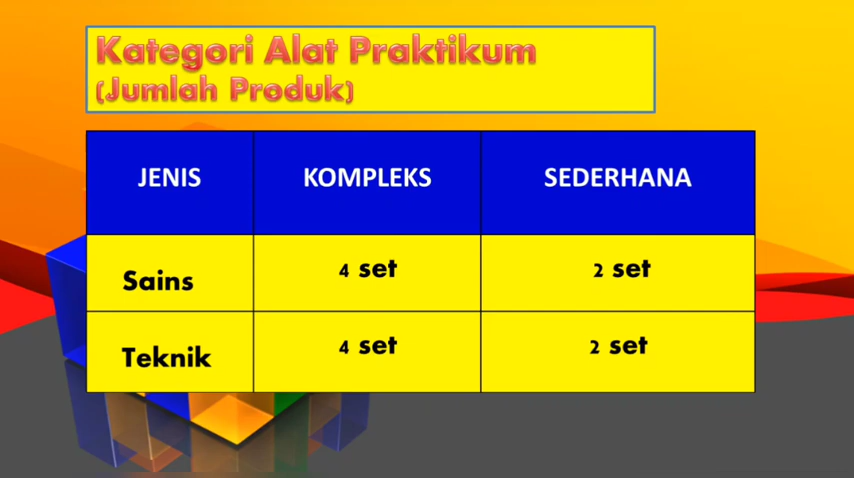 Kategori Alat Praktikum
(Jumlah Produk)
JENIS KOMPLEKS SEDERHANA
Sains 4 set 2 set
Teknik 4 set 2 set